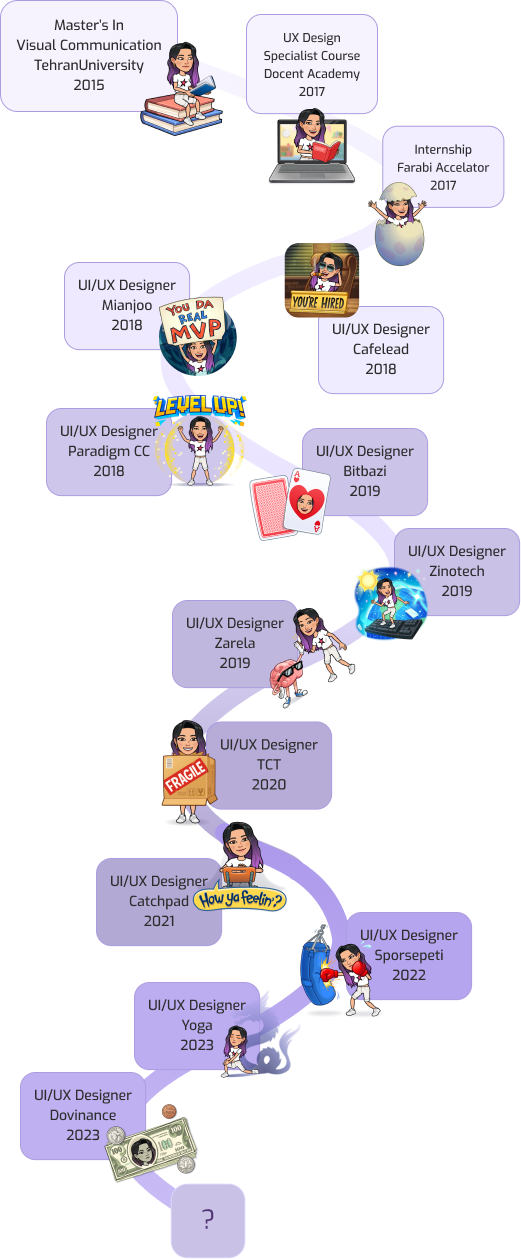 Master's In
Visual Communication
TehranUniversity
2015
UX Design
Specialist Course
Docent Academy
2017
Internship
Farabi Accelator
2017
YOU'RE HIRED
UI/UX Designer
Cafelead
2018
UI/UX Designer
Mianjoo
2018
YOU DA
REAL
MVP
LEVEL UP!
UI/UX Designer
Paradigm CC
2018
UI/UX Designer
Bitbazi
2019
A
A
UI/UX Designer
Zinotech
2019
UI/UX Designer
Zarela
2019
UI/UX Designer
TCT
2020
FRAGILE
UI/UX Designer
Catchpad
2021
How ya feelin'?
UI/UX Designer
Sporsepeti
2022
UI/UX Designer
Yoga
2023
UI/UX Designer
Dovinance
2023
100
100
100
100
?